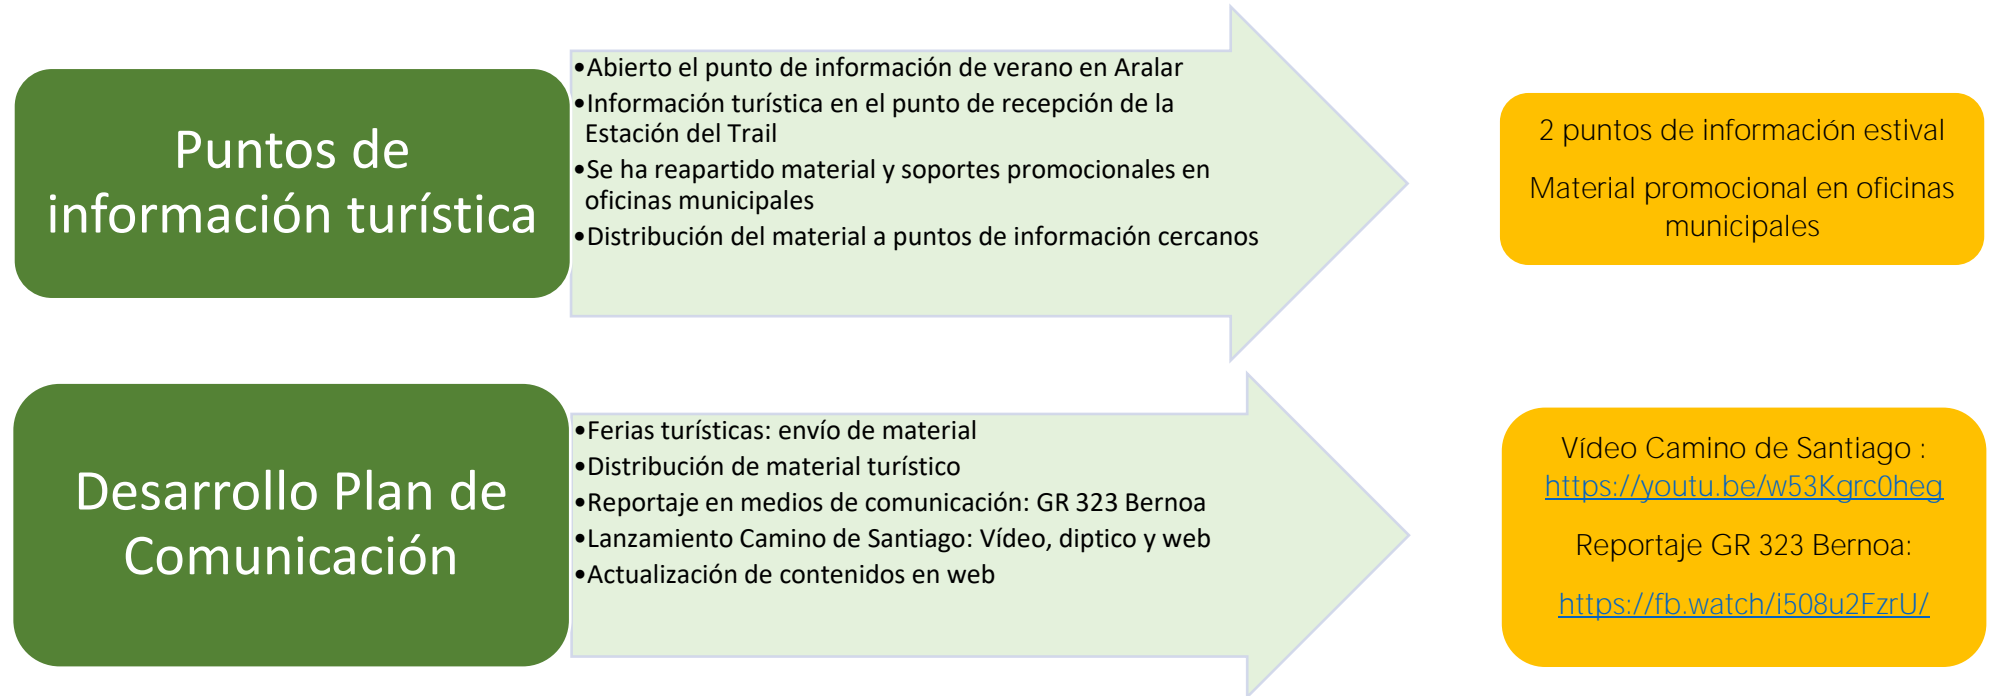 Puntos de
información turística
•Abierto el punto de información de verano en Aralar
•Información turística en el punto de recepción de la
Estación del Trail
•Se ha reapartido material y soportes promocionales en
oficinas municipales
•Distribución del material a puntos de información cercanos
2 puntos de información estival
Material promocional en oficinas
municipales
Desarrollo Plan de
Comunicación
•Ferias turísticas: envío de material
•Distribución de material turístico
•Reportaje en medios de comunicación: GR 323 Bernoa
•Lanzamiento Camino de Santiago: Vídeo, diptico y web
•Actualización de contenidos en web
Vídeo Camino de Santiago :
https://youtu.be/w53Kgrc0heg
Reportaje GR 323 Bernoa:
https://fb.watch/i508u2FzrU/